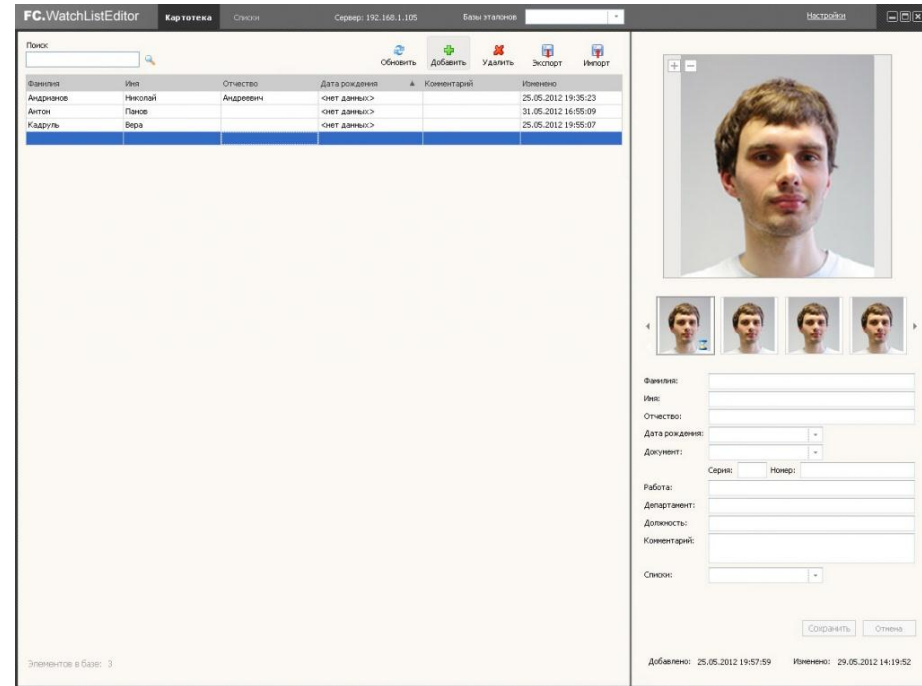 FC.WatchListEditor Картотека Списки Сервер: 192.168.1.105 Базы эталонов Настройки
Поиск
Обновить Добавить Удалить Экспорт Импорт
Фамилия Имя Отчество Дата рождения Комментарий Изменено
Андрианов Николай Андреевич <нет данных> 25.05.2012 19:35:23
Антон Панов <нет данных> 31.05.2012 16:55:09
Кадруль Вера <нет данных> 25.05.2012 19:55:07
Фамилия:
Имя:
Отчество:
Дата рождения:
Документ:
Серия: Номер:
Работа:
Департамент:
Должность:
Комментарий:
Списки:
Сохранить Отмена
Элементов в базе: 3
Добавлено: 25.05.2012 19:57:59 Изменено: 29.05.2012 14:19:52